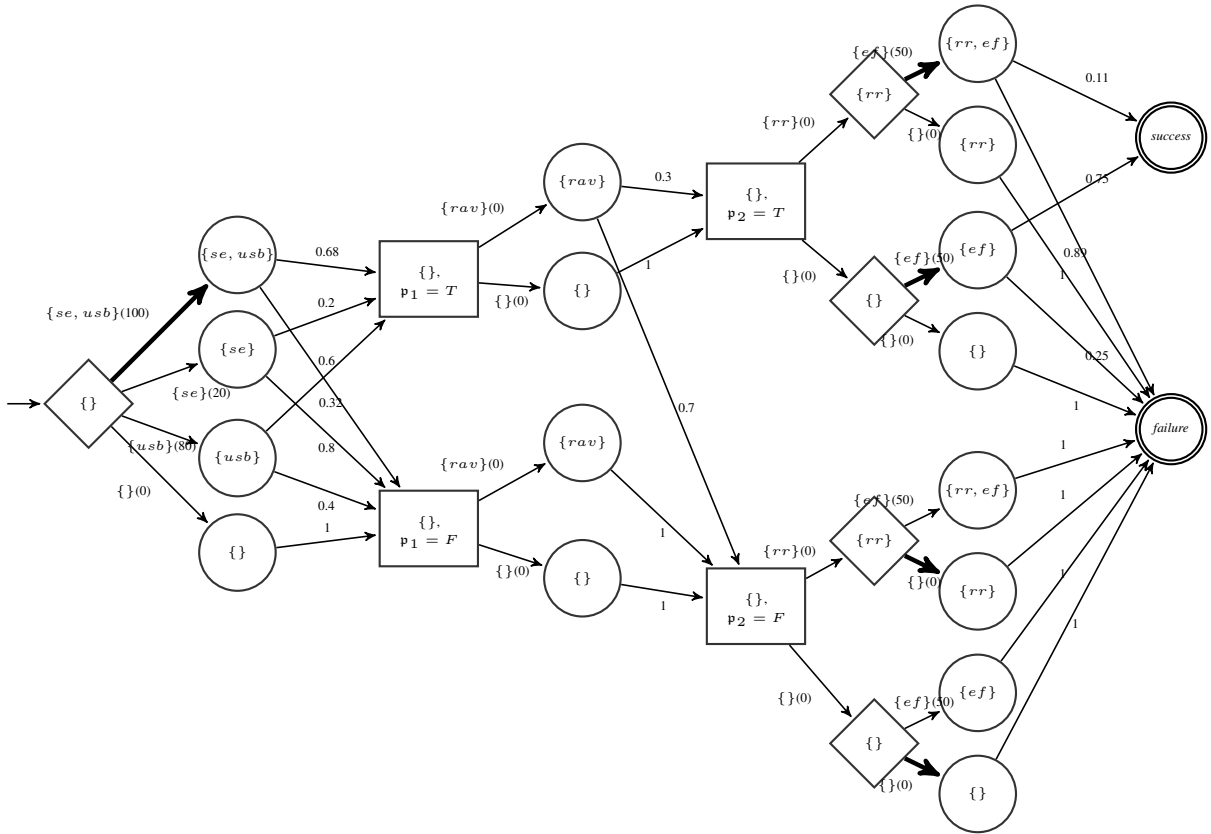 {rr, ef}
{ef}(50)
0.11
{rr}
{rr}(0)
success
{}(0)
{rr}
{rav}
0.3
0.75
{},
𝔭2 = T
{rav}(0)
{se, usb}
0.68
{ef}
0.89
{ef}(50)
1
1
{}(0)
{},
𝔭1 = T
{}
{}(0)
{}
0.2
{se, usb}(100)
{}(0)
{se}
{}
0.25
0.6
{se}(20)
{}
0.32
0.7
1
failure
{usb}(80)
0.8
{rav}
1
{usb}
{rav}(0)
{}(0)
{rr, ef}
1
0.4
{ef}(50)
{},
𝔭1 = F
1
1
{rr}
{}
{rr}(0)
{}(0)
1
{}
{}(0)
{rr}
{},
𝔭2 = F
1
1
{ef}
{}(0)
{ef}(50)
{}
{}(0)
{}